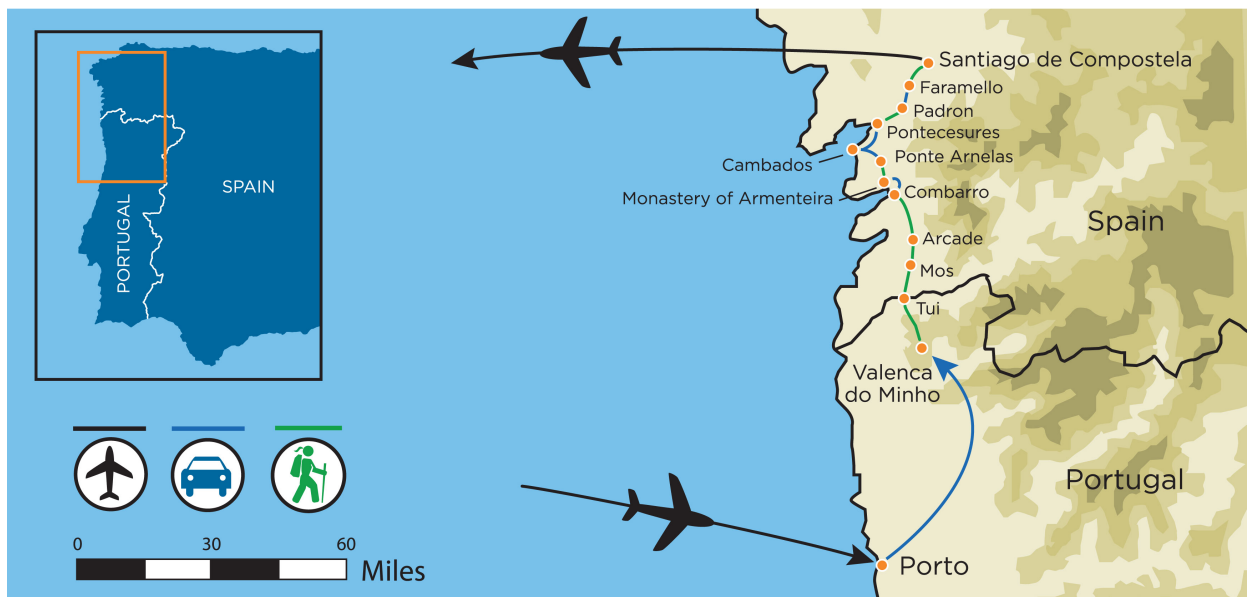 SPAIN
PORTUGAL
0 30 60
Miles
Santiago de Compostela
Faramello
Padron
Pontecesures
Cambados
Ponte Arnelas
Monastery of Armenteira
Combarro
Arcade
Mos
Tui
Valenca
do Minho
Porto
Spain
Portugal